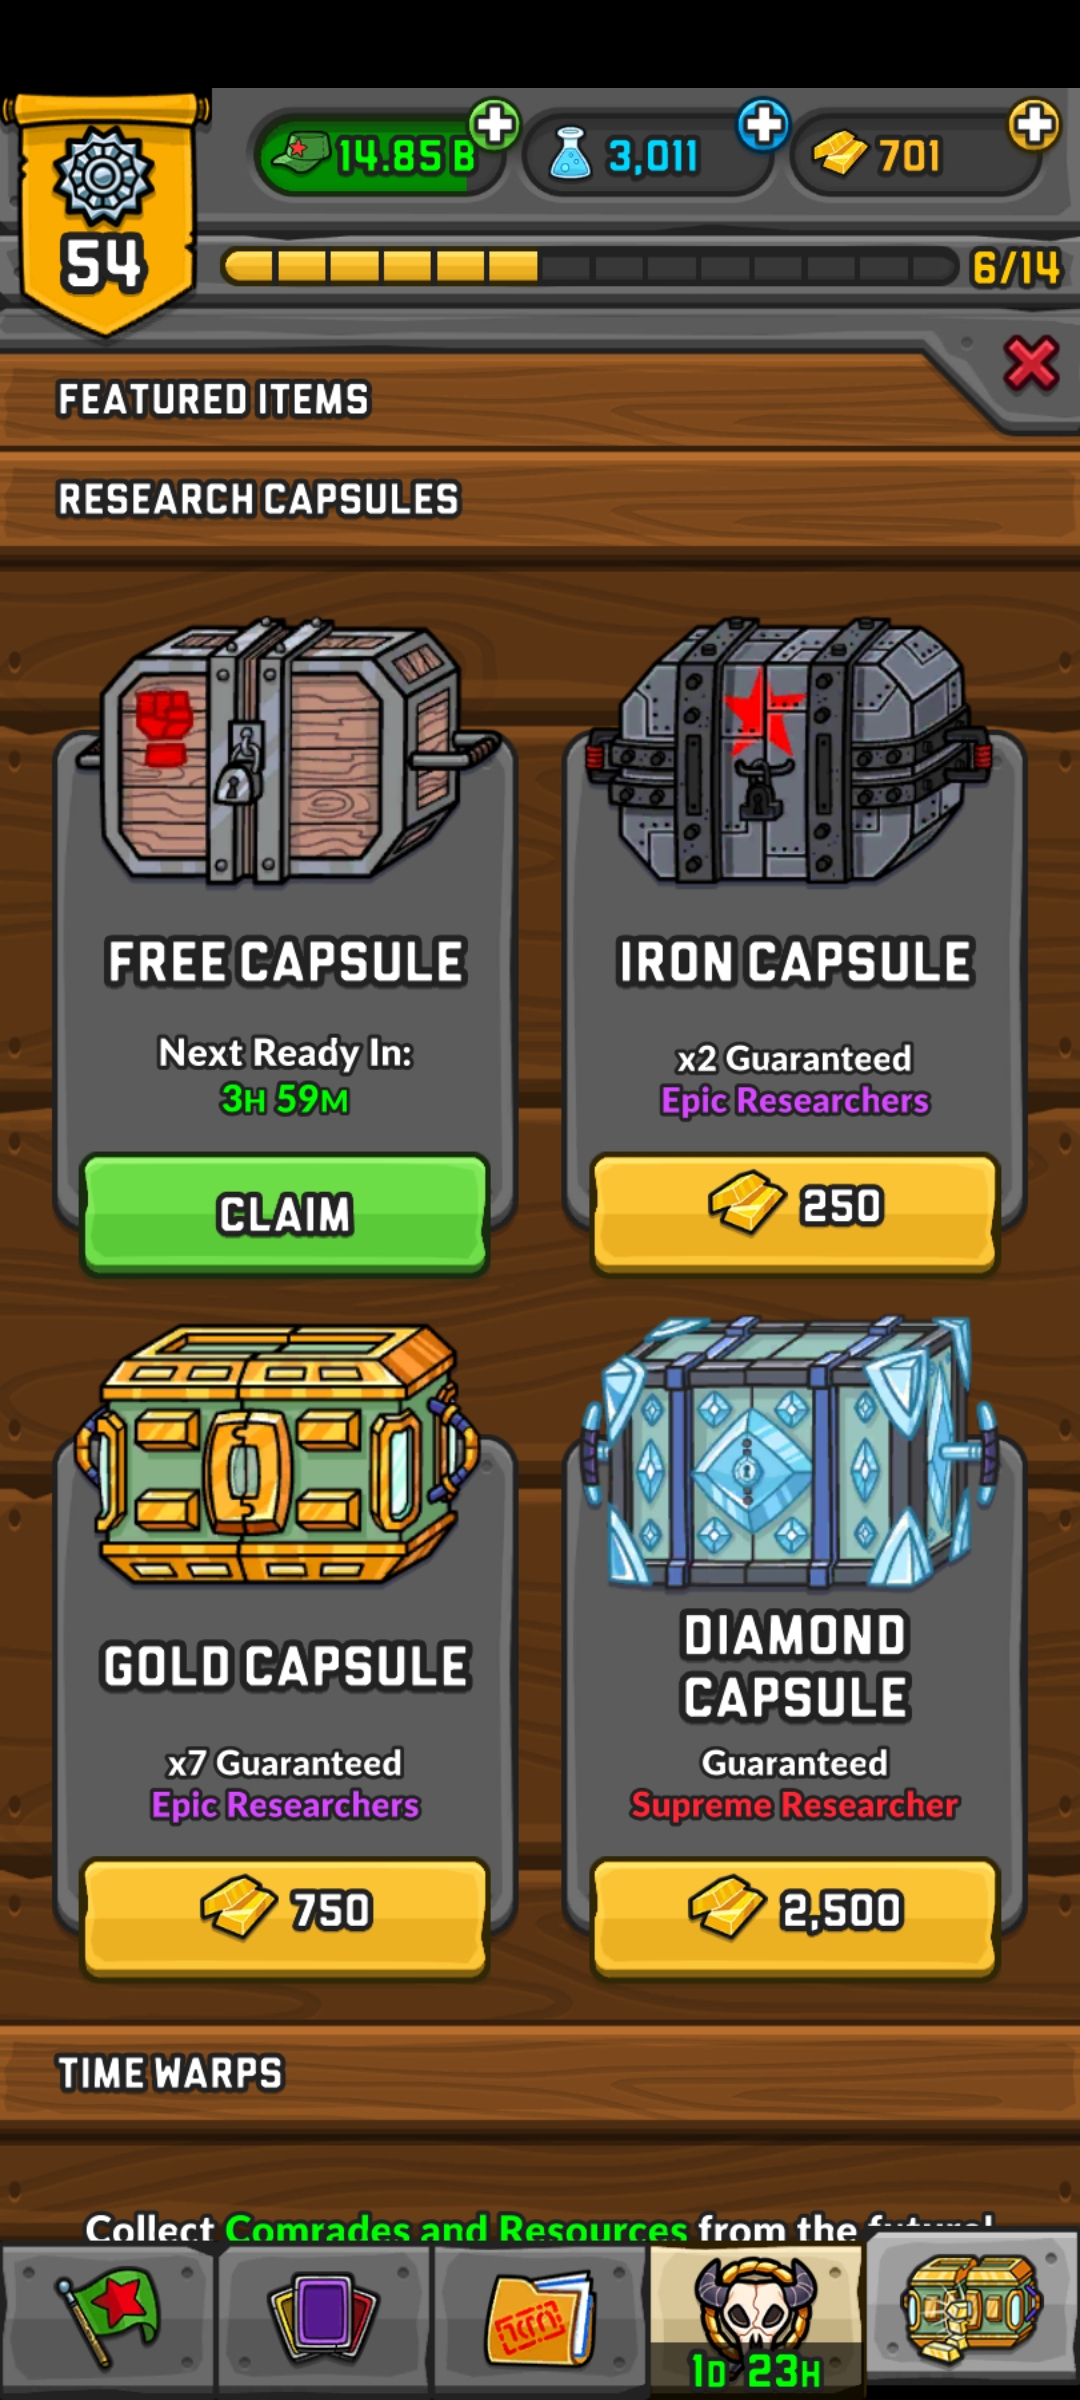 14.85 B
3,011
701
54
6/14
FEATURED ITEMS
RESEARCH CAPSULES
FREE CAPSULE
Next Ready In:
3H 59M
CLAIM
IRON CAPSULE
x2 Guaranteed
Epic Researchers
250
GOLD CAPSULE
x7 Guaranteed
Epic Researchers
750
DIAMOND
CAPSULE
Guaranteed
Supreme Researcher
2,500
TIME WARPS
Collect Comrades and Resources from the future!
1D 23H